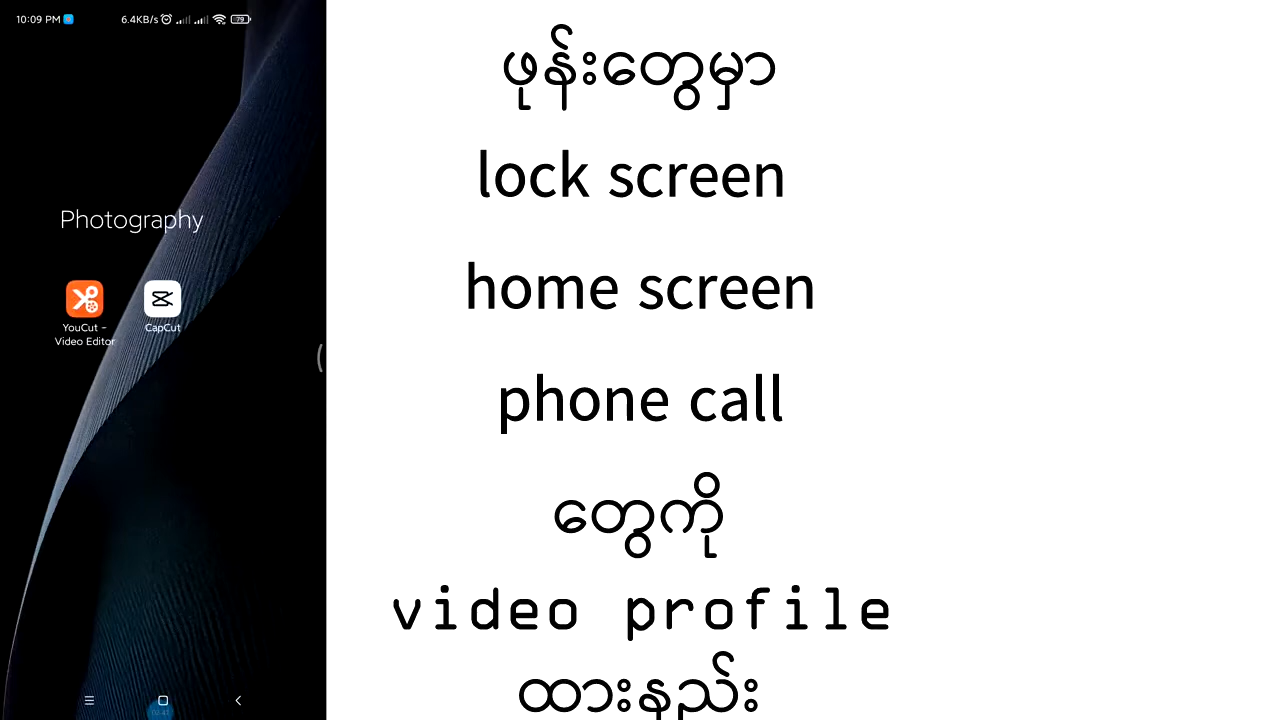 10:09 PM 6.4KB/s 79
Photography
YouCut -
Video Editor
CapCut
ဖုန်းတွေမှာ
lock screen
home screen
phone call
တွေကို
video profile
ထားနည်း